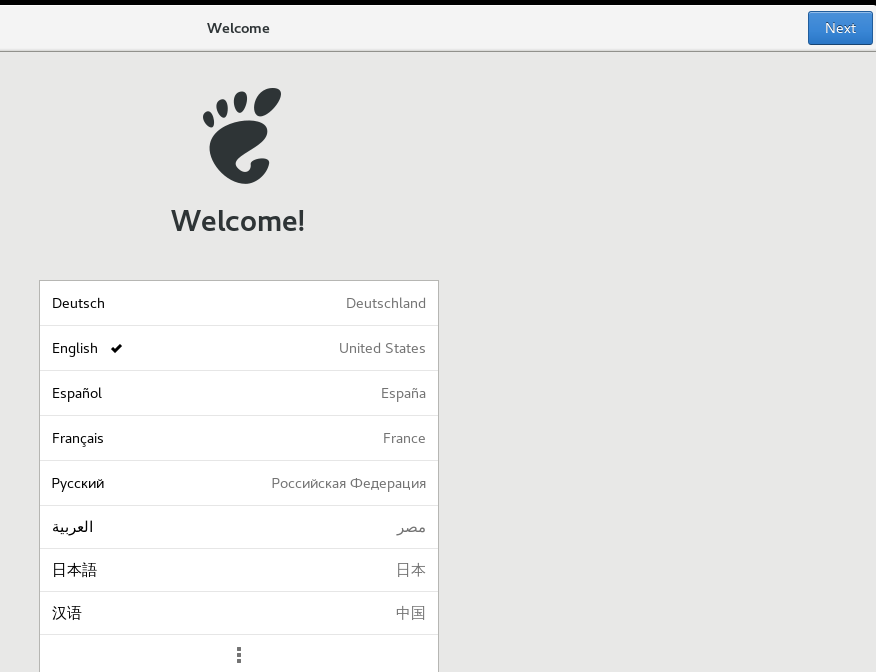 Welcome
Next
Welcome!
Deutsch Deutschland
English United States
Español España
Français France
Русский Российская Федерация
العربية مصر
日本語 日本
汉语 中国